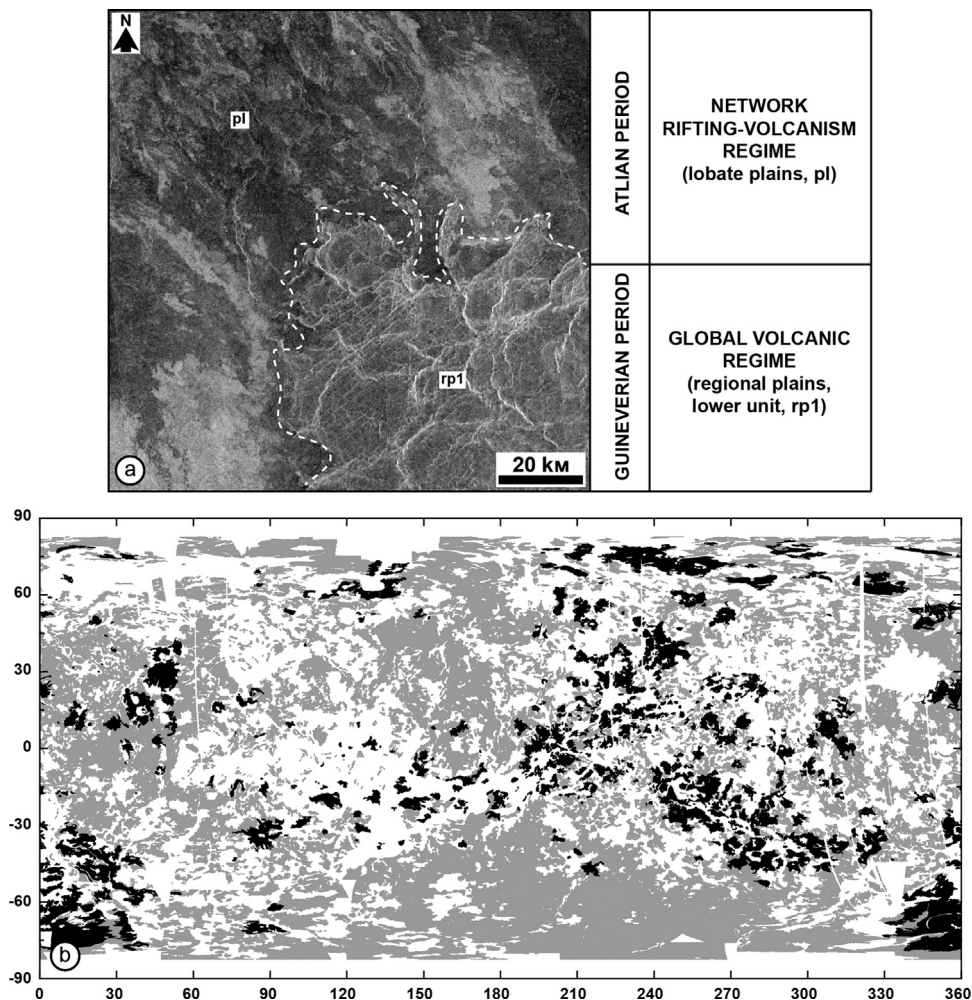 N
pl
rp1
20 км
a
ATLIAN PERIOD
NETWORK
RIFTING-VOLCANISM
REGIME
(lobate plains, pl)
GUINEVERIAN PERIOD
GLOBAL VOLCANIC
REGIME
(regional plains,
lower unit, rp1)
90
60
30
0
-30
-60
-90
b
0 30 60 90 120 150 180 210 240 270 300 330 360